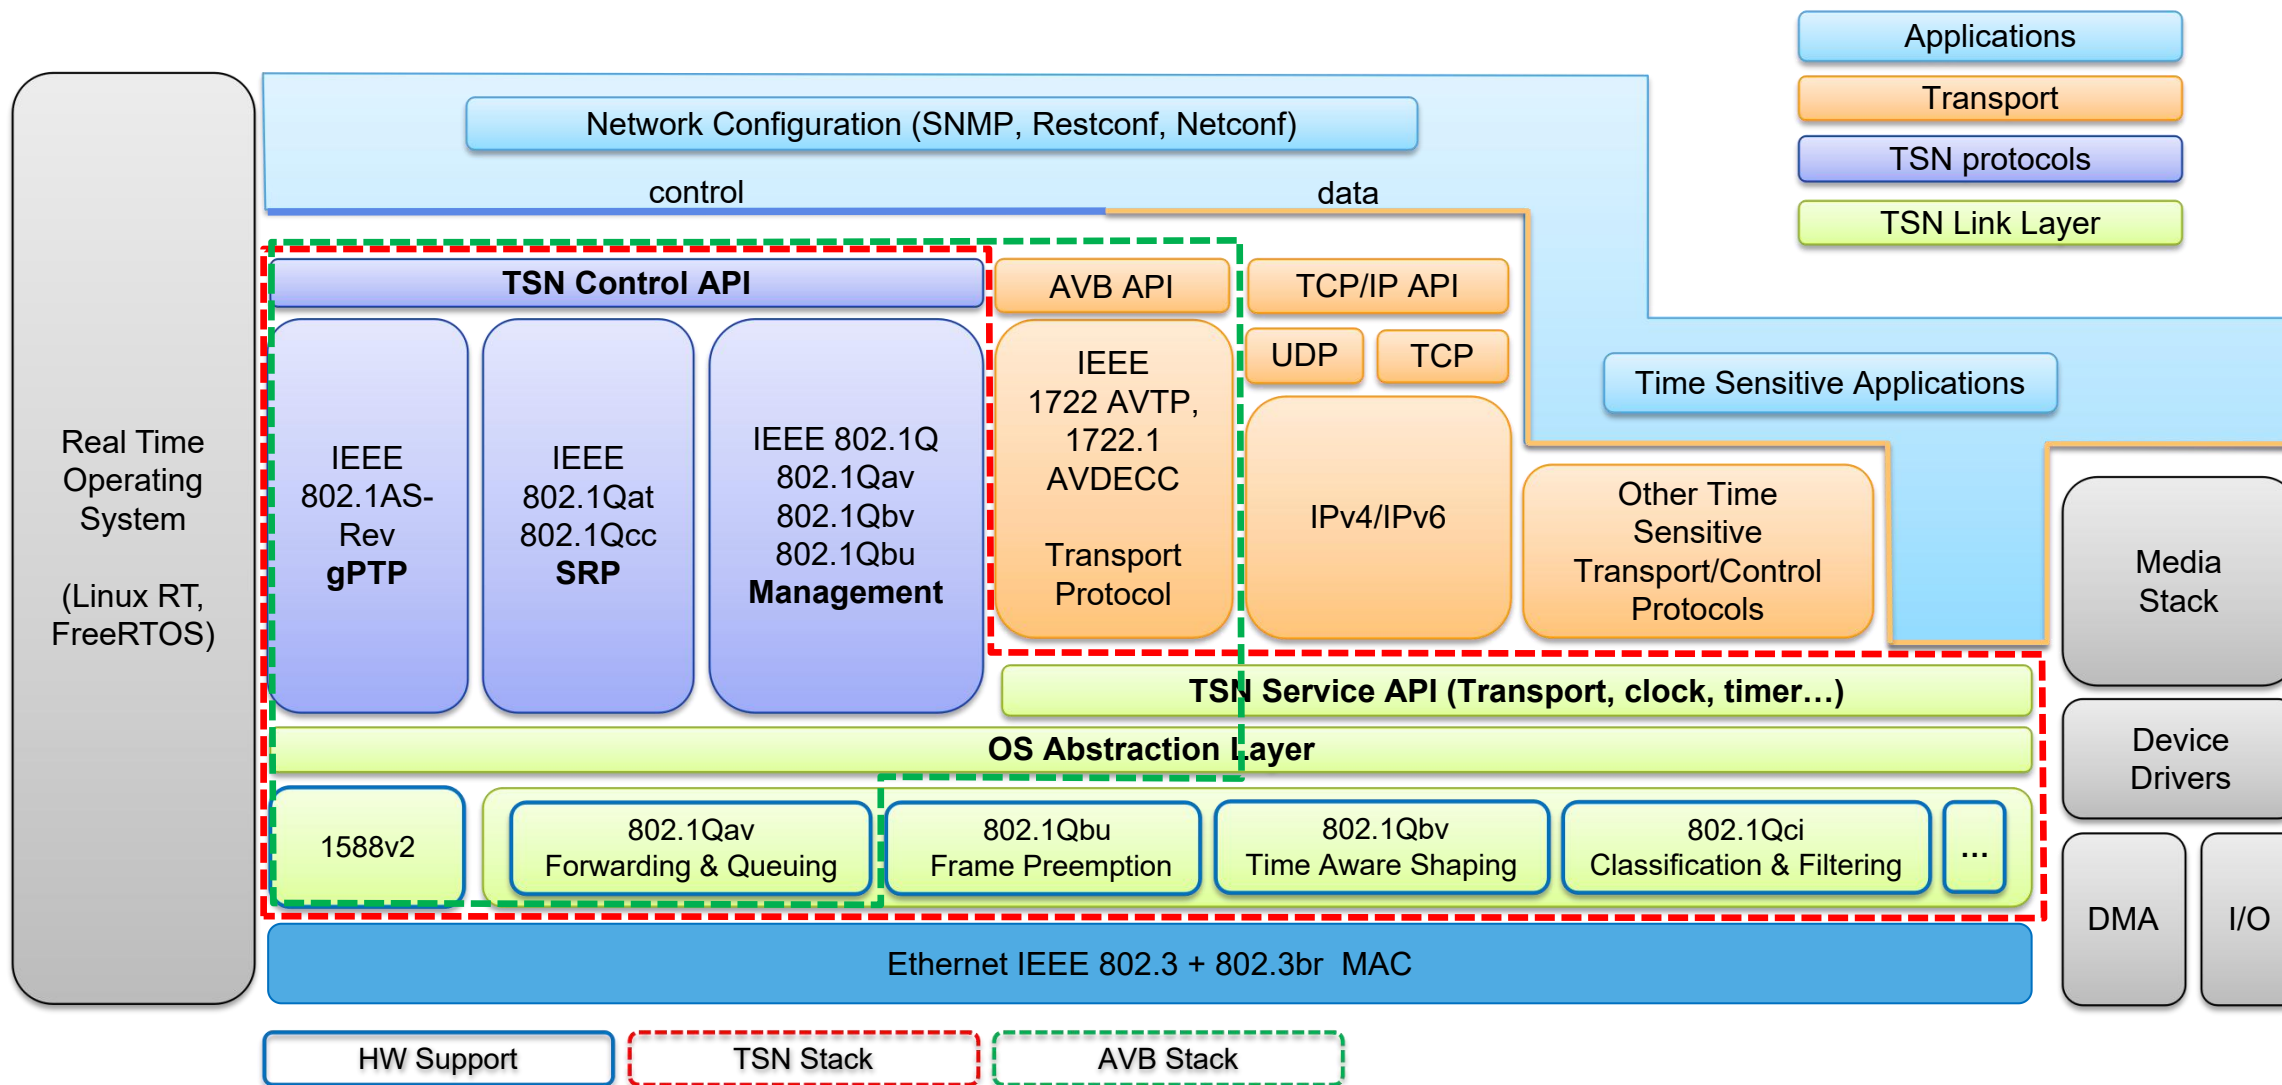 Applications
Transport
TSN protocols
TSN Link Layer
Network Configuration (SNMP, Restconf, Netconf)
control
data
Real Time
Operating
System
(Linux RT,
FreeRTOS)
TSN Control API
AVB API
TCP/IP API
IEEE
802.1AS-
Rev
gPTP
IEEE
802.1Qat
802.1Qcc
SRP
IEEE 802.1Q
802.1Qav
802.1Qbv
802.1Qbu
Management
IEEE
1722 AVTP,
1722.1
AVDECC
Transport
Protocol
UDP
TCP
IPv4/IPv6
Time Sensitive Applications
Other Time
Sensitive
Transport/Control
Protocols
Media
Stack
TSN Service API (Transport, clock, timer…)
OS Abstraction Layer
Device
Drivers
1588v2
802.1Qav
Forwarding & Queuing
802.1Qbu
Frame Preemption
802.1Qbv
Time Aware Shaping
802.1Qci
Classification & Filtering
...
DMA
I/O
Ethernet IEEE 802.3 + 802.3br MAC
HW Support
TSN Stack
AVB Stack